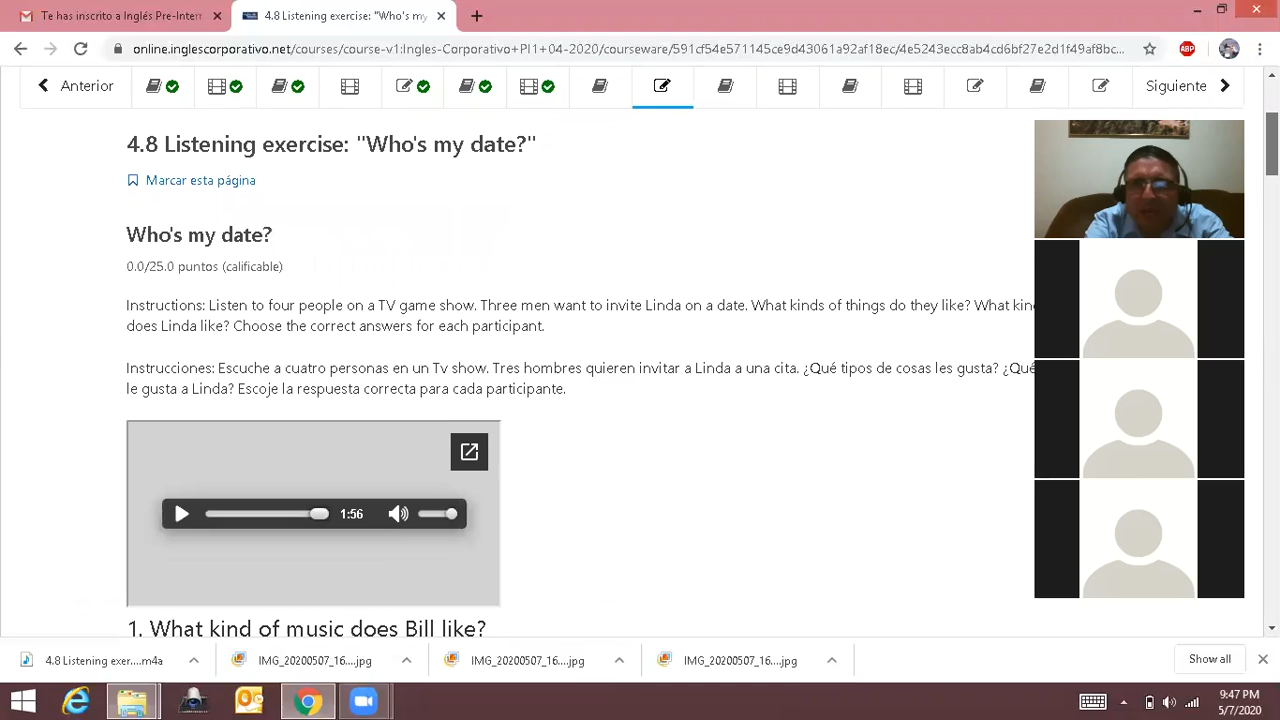 Te has inscrito a Inglés Pre-Interr
4.8 Listening exercise: "Who's my
online.inglescorporativo.net/courses/course-v1:Ingles-Corporativo+PI1+04-2020/courseware/591cf54e571145ce9d43061a92af18ec/4e5243ecc8ab4cd6bf27e2d1f49af8bc...
ABP
Anterior
Siguiente
4.8 Listening exercise: "Who's my date?"
Marcar esta página
Who's my date?
0.0/25.0 puntos (calificable)
Instructions: Listen to four people on a TV game show. Three men want to invite Linda on a date. What kinds of things do they like? What kin
does Linda like? Choose the correct answers for each participant.
Instrucciones: Escuche a cuatro personas en un Tv show. Tres hombres quieren invitar a Linda a una cita. ¿Qué tipos de cosas les gusta? ¿Qué
le gusta a Linda? Escoje la respuesta correcta para cada participante.
1:56
1. What kind of music does Bill like?
4.8 Listening exer....m4a
IMG_20200507_16....jpg
IMG_20200507_16....jpg
IMG_20200507_16....jpg
Show all
9:47 PM
5/7/2020